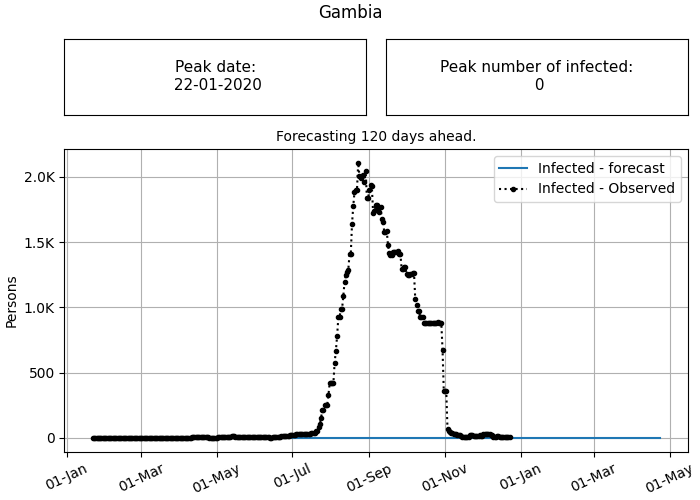 Gambia
Peak date:
22-01-2020
Peak number of infected:
0
Forecasting 120 days ahead.
Infected - forecast
Infected - Observed
2.0K
1.5K
1.0K
500
0
Persons
01-Jan
01-Mar
01-May
01-Jul
01-Sep
01-Nov
01-Jan
01-Mar
01-May